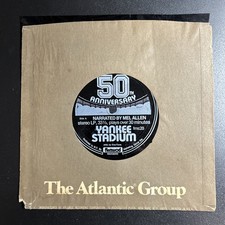 50th
ANNIVERSARY
NARRATED BY MEL ALLEN
stereo LP, 33⅓, plays over 30 minutes!
YANKEE
STADIUM
The Atlantic Group